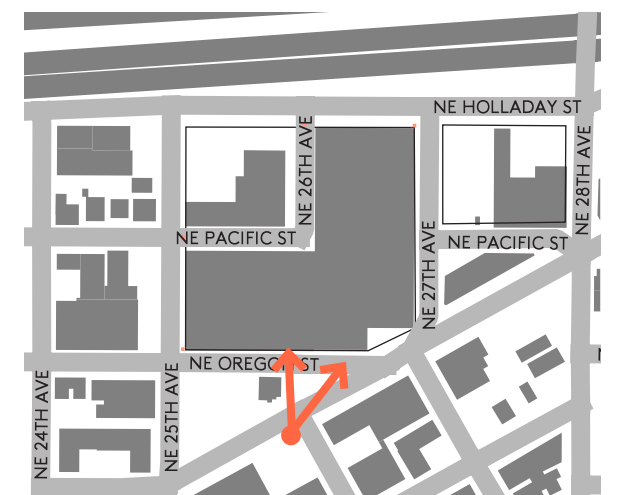 NE HOLLADAY ST
NE 26TH AVE
NE 28TH AVE
NE PACIFIC ST
NE PACIFIC ST
NE 27TH AVE
NE OREGON ST
NE 24TH AVE
NE 25TH AVE